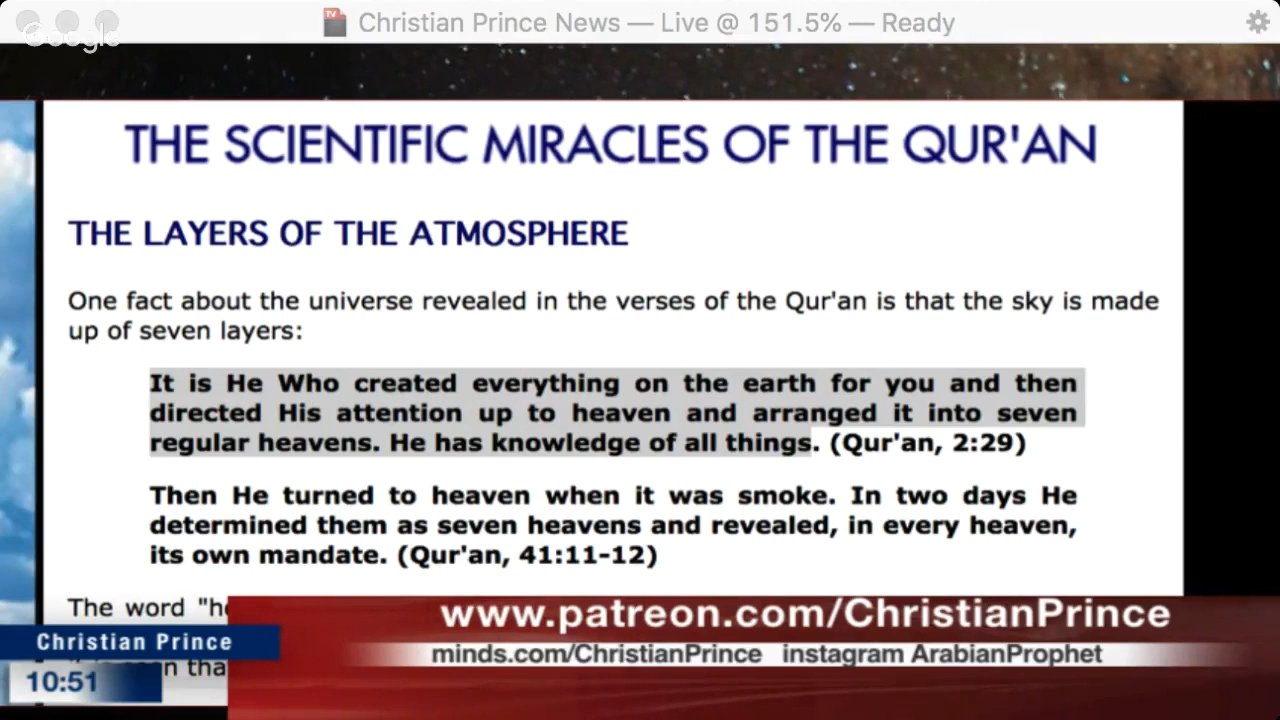 Christian Prince News — Live @ 151.5% — Ready
Google
THE SCIENTIFIC MIRACLES OF THE QUR'AN
THE LAYERS OF THE ATMOSPHERE
One fact about the universe revealed in the verses of the Qur'an is that the sky is made
up of seven layers:
It is He Who created everything on the earth for you and then
directed His attention up to heaven and arranged it into seven
regular heavens. He has knowledge of all things. (Qur'an, 2:29)
Then He turned to heaven when it was smoke. In two days He
determined them as seven heavens and revealed, in every heaven,
its own mandate. (Qur'an, 41:11-12)
The word "he
www.patreon.com/ChristianPrince
Christian Prince
minds.com/ChristianPrince instagram ArabianProphet
n tha
10:51